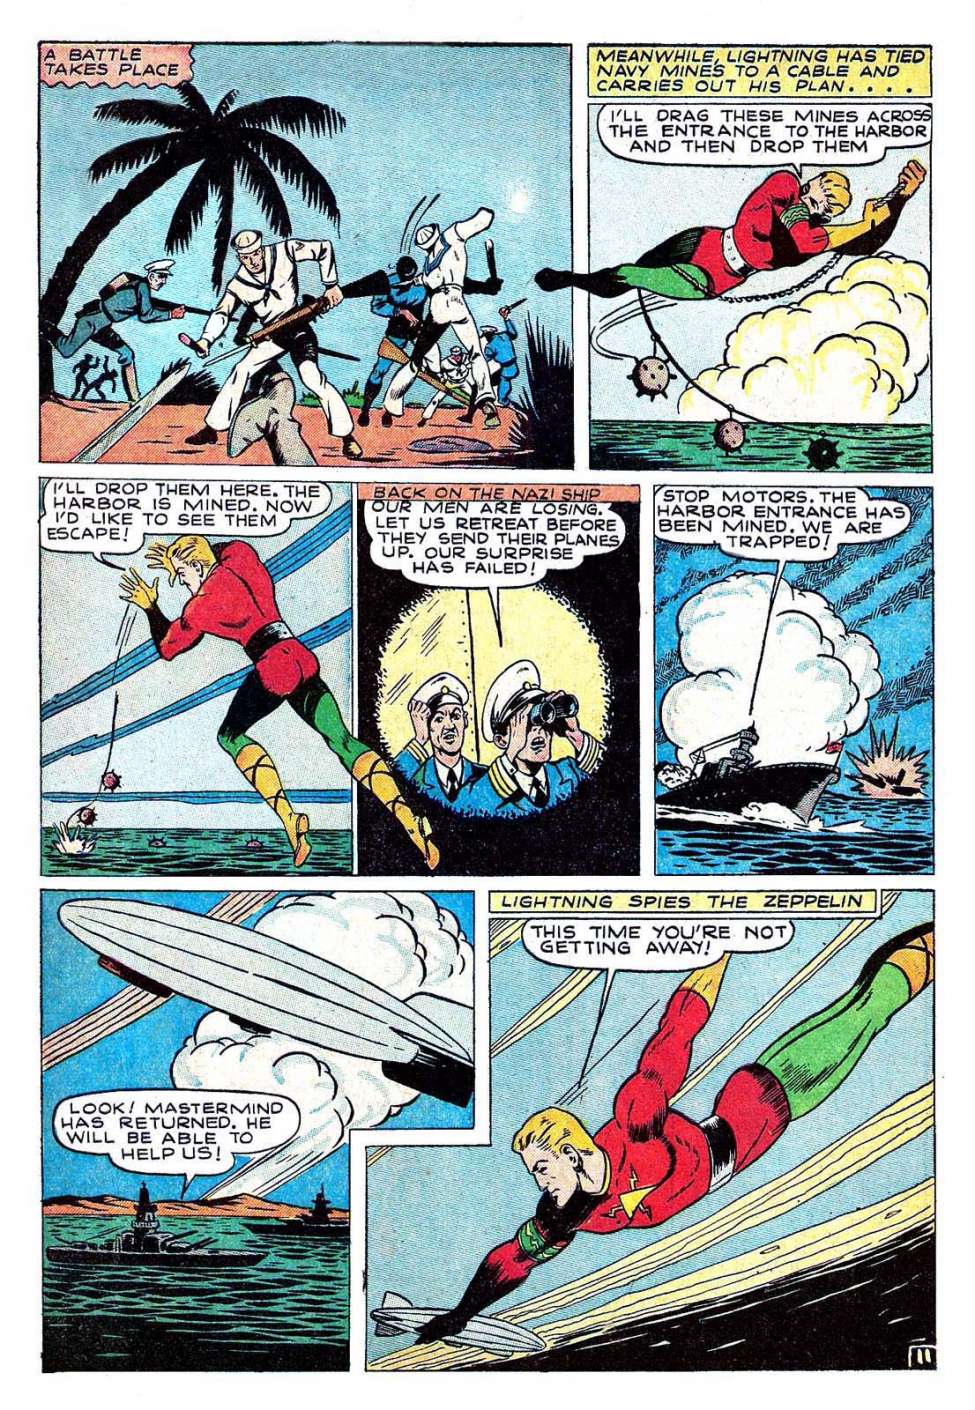 A BATTLE
TAKES PLACE
MEANWHILE, LIGHTNING HAS TIED
NAVY MINES TO A CABLE AND
CARRIES OUT HIS PLAN....
I'LL DRAG THESE MINES ACROSS
THE ENTRANCE TO THE HARBOR
AND THEN DROP THEM
I'LL DROP THEM HERE. THE
HARBOR IS MINED. NOW
I'D LIKE TO SEE THEM
ESCAPE!
BACK ON THE NAZI SHIP
OUR MEN ARE LOSING.
LET US RETREAT BEFORE
THEY SEND THEIR PLANES
UP. OUR SURPRISE
HAS FAILED!
STOP MOTORS. THE
HARBOR ENTRANCE HAS
BEEN MINED. WE ARE
TRAPPED!
LOOK! MASTERMIND
HAS RETURNED. HE
WILL BE ABLE TO
HELP US!
LIGHTNING SPIES THE ZEPPELIN
THIS TIME YOU'RE NOT
GETTING AWAY!
11